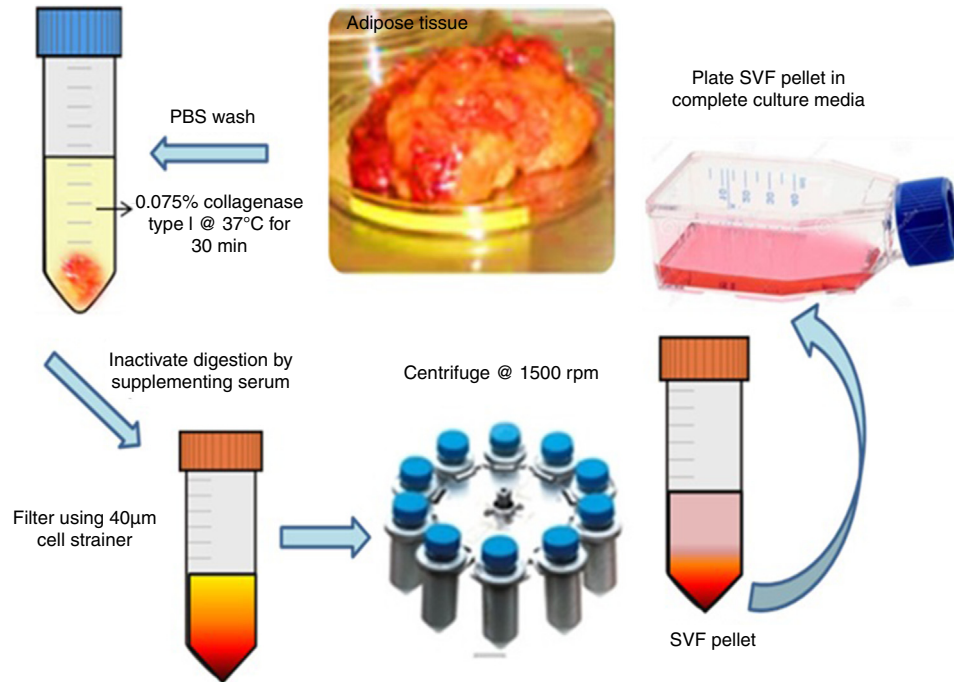 Adipose tissue
PBS wash
0.075% collagenase
type I @ 37°C for
30 min
Inactivate digestion by
supplementing serum
Filter using 40µm
cell strainer
Centrifuge @ 1500 rpm
SVF pellet
Plate SVF pellet in
complete culture media